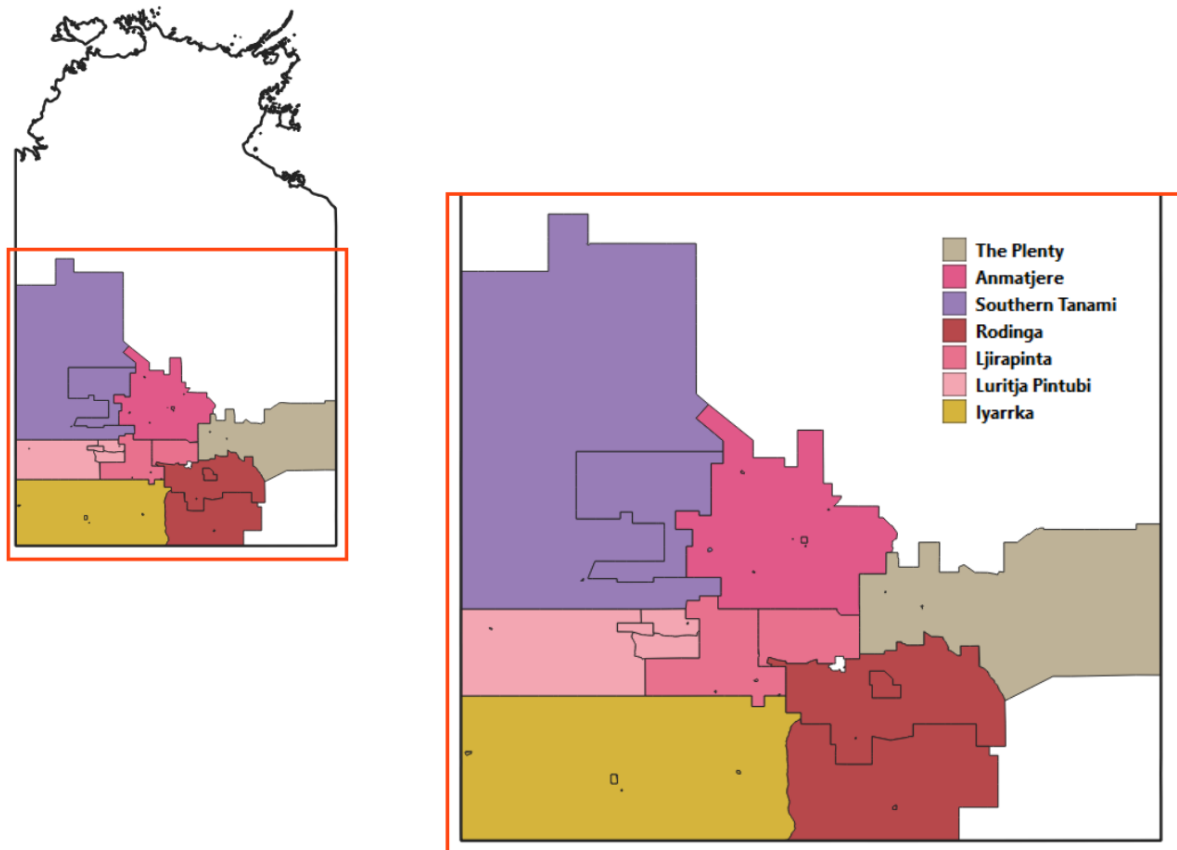 The Plenty
Anmatjere
Southern Tanami
Rodinga
Ljirapinta
Luritja Pintubi
Iyarrka